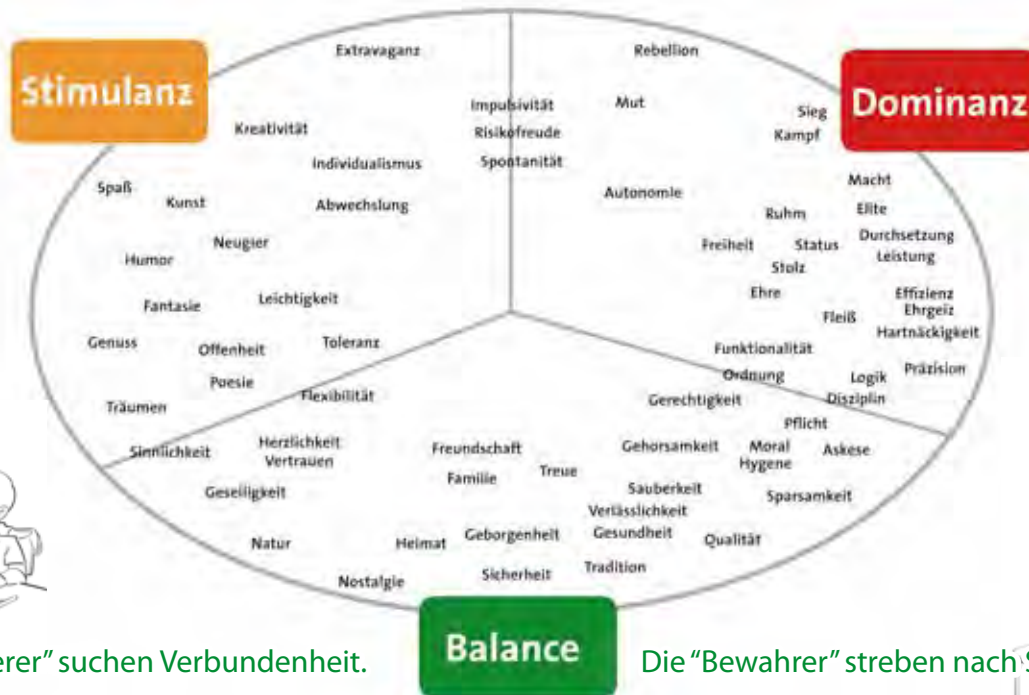 Extravaganz
Rebellion
Stimulanz
Dominanz
Impulsivität
Mut
Sieg
Kreativität
Risikofreude
Kampf
Individualismus
Spontanität
Spaß
Kunst
Abwechslung
Autonomie
Macht
Ruhm
Elite
Neugier
Freiheit
Status
Durchsetzung
Humor
Stolz
Leistung
Fantasie
Leichtigkeit
Ehre
Effizienz
Fleiß
Ehrgeiz
Genuss
Offenheit
Toleranz
Hartnäckigkeit
Funktionalität
Poesie
Ordnung
Logik
Präzision
Träumen
Flexibilität
Gerechtigkeit
Disziplin
Pflicht
Sinnlichkeit
Herzlichkeit
Vertrauen
Freundschaft
Gehorsamkeit
Moral
Hygene
Askese
Familie
Treue
Geselligkeit
Sauberkeit
Sparsamkeit
Verlässlichkeit
Natur
Heimat
Geborgenheit
Gesundheit
Qualität
Nostalgie
Sicherheit
Tradition
erer” suchen Verbundenheit.
Balance
Die “Bewahrer” streben nach S